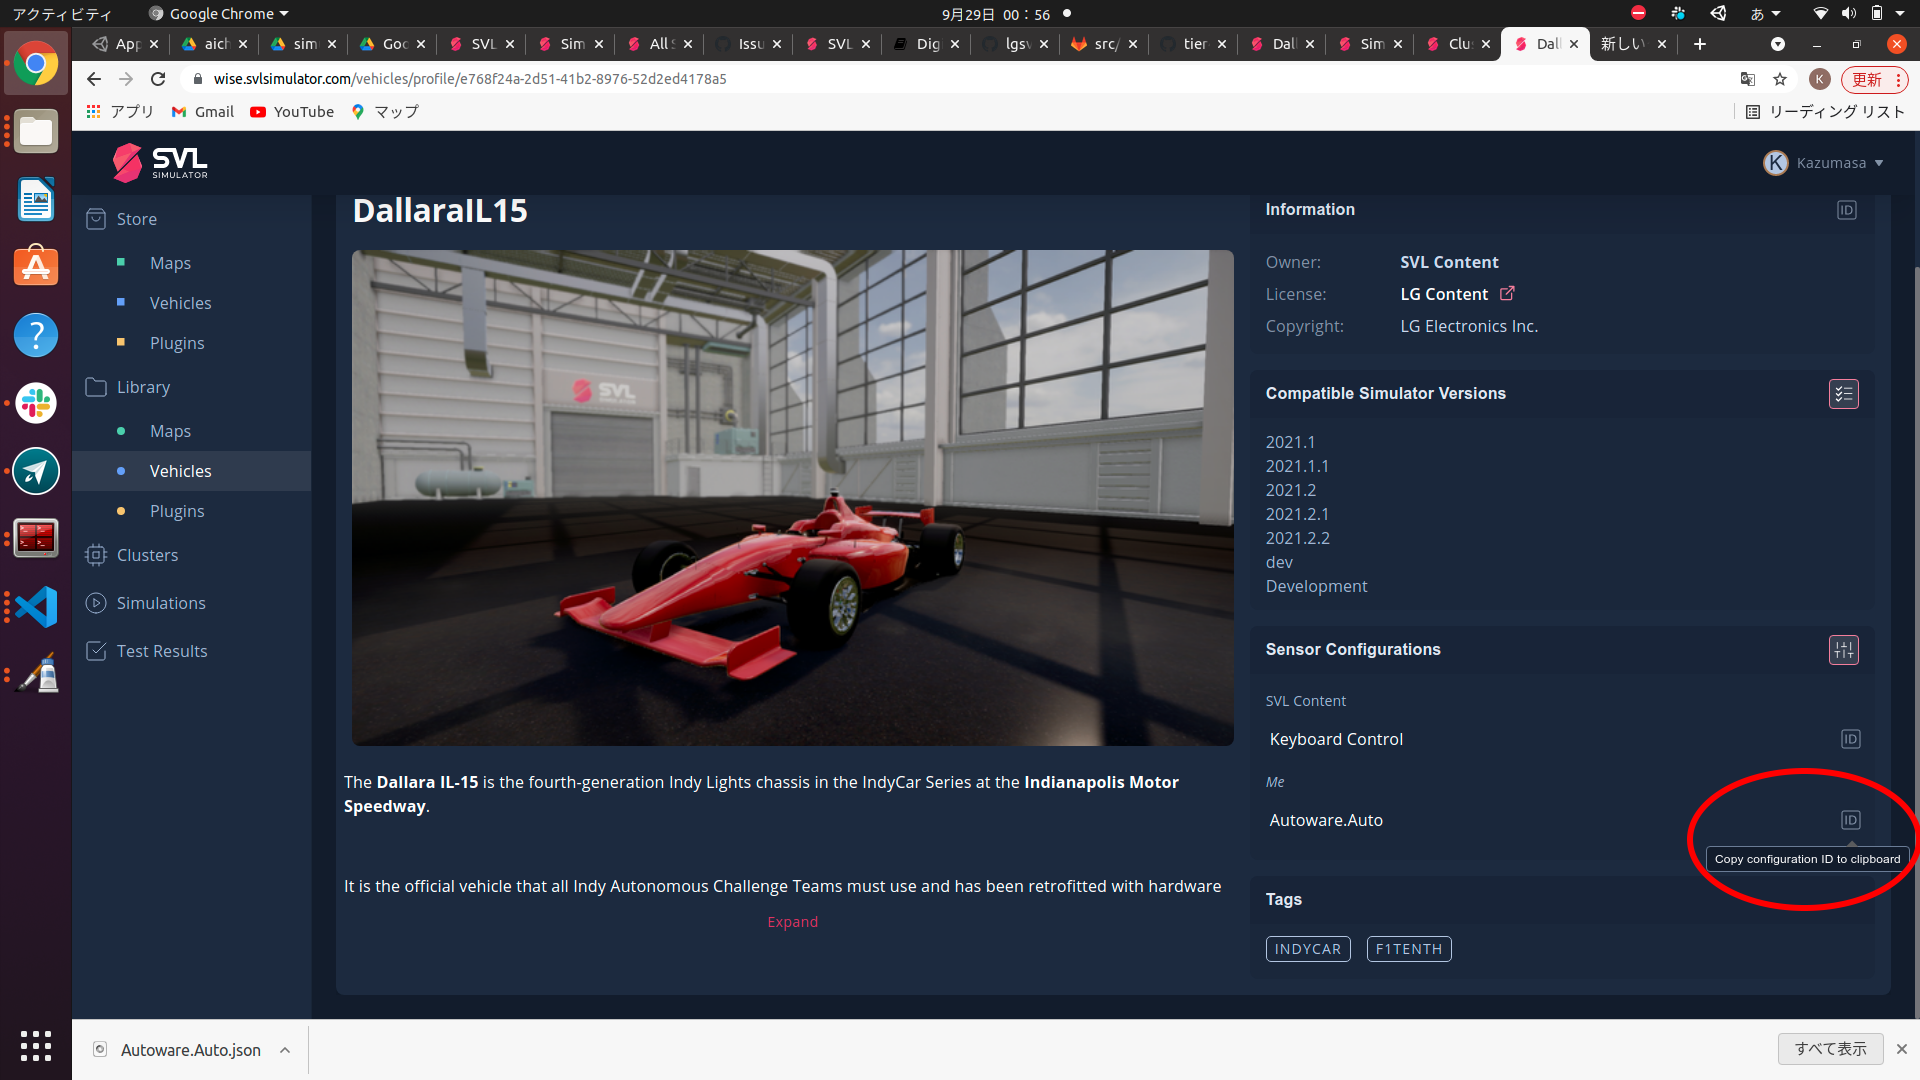 アクティビティ
Google Chrome
9月29日 00：56
あ
App
aich
simu
Goo
SVL
Sim
All S
Issu
SVL
Dig
lgsv
src/
tier-
Dall
Sim
Clus
Dall
新しい
wise.svlsimulator.com/vehicles/profile/e768f24a-2d51-41b2-8976-52d2ed4178a5
K
更新
アプリ
Gmail
YouTube
マップ
リーディング リスト
SVL
SIMULATOR
K
Kazumasa
Store
Maps
Vehicles
Plugins
Library
Maps
Vehicles
Plugins
Clusters
Simulations
Test Results
DallaraIL15
SVL
The Dallara IL-15 is the fourth-generation Indy Lights chassis in the IndyCar Series at the Indianapolis Motor
Speedway.
It is the official vehicle that all Indy Autonomous Challenge Teams must use and has been retrofitted with hardware
Expand
Information
ID
Owner: SVL Content
License: LG Content
Copyright: LG Electronics Inc.
Compatible Simulator Versions
2021.1
2021.1.1
2021.2
2021.2.1
2021.2.2
dev
Development
Sensor Configurations
SVL Content
Keyboard Control
ID
Me
Autoware.Auto
ID
Copy configuration ID to clipboard
Tags
INDYCAR
F1TENTH
Autoware.Auto.json
すべて表示